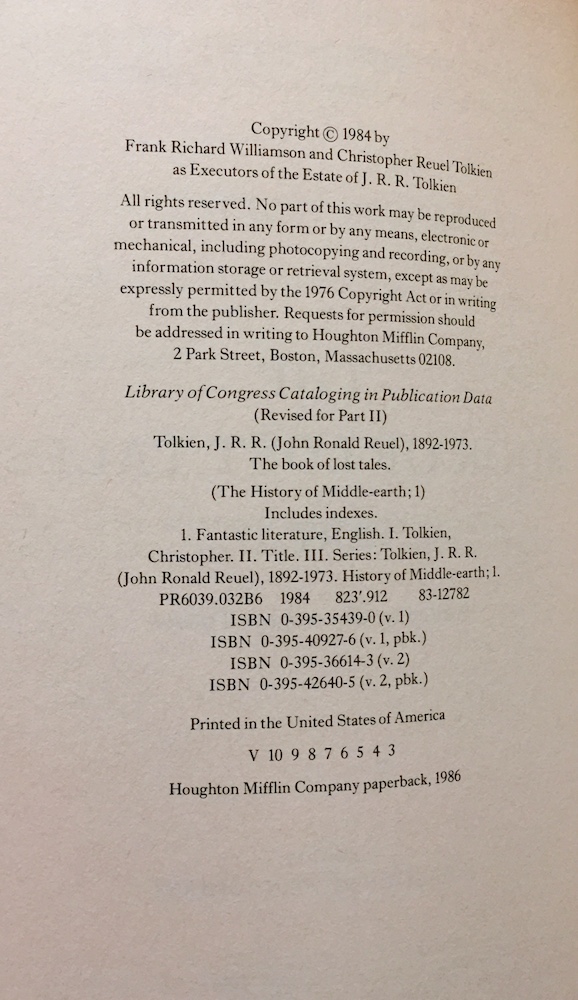 Copyright © 1984 by
Frank Richard Williamson and Christopher Reuel Tolkien
as Executors of the Estate of J. R. R. Tolkien
All rights reserved. No part of this work may be reproduced
or transmitted in any form or by any means, electronic or
mechanical, including photocopying and recording, or by any
information storage or retrieval system, except as may be
expressly permitted by the 1976 Copyright Act or in writing
from the publisher. Requests for permission should
be addressed in writing to Houghton Mifflin Company,
2 Park Street, Boston, Massachusetts 02108.
Library of Congress Cataloging in Publication Data
(Revised for Part II)
Tolkien, J. R. R. (John Ronald Reuel), 1892-1973.
The book of lost tales.
(The History of Middle-earth; 1)
Includes indexes.
1. Fantastic literature, English. I. Tolkien,
Christopher. II. Title. III. Series: Tolkien, J. R. R.
(John Ronald Reuel), 1892-1973. History of Middle-earth; 1.
PR6039.032B6 1984 823′.912 83-12782
ISBN 0-395-35439-0 (v. 1)
ISBN 0-395-40927-6 (v. 1, pbk.)
ISBN 0-395-36614-3 (v. 2)
ISBN 0-395-42640-5 (v. 2, pbk.)
Printed in the United States of America
V 10 9 8 7 6 5 4 3
Houghton Mifflin Company paperback, 1986